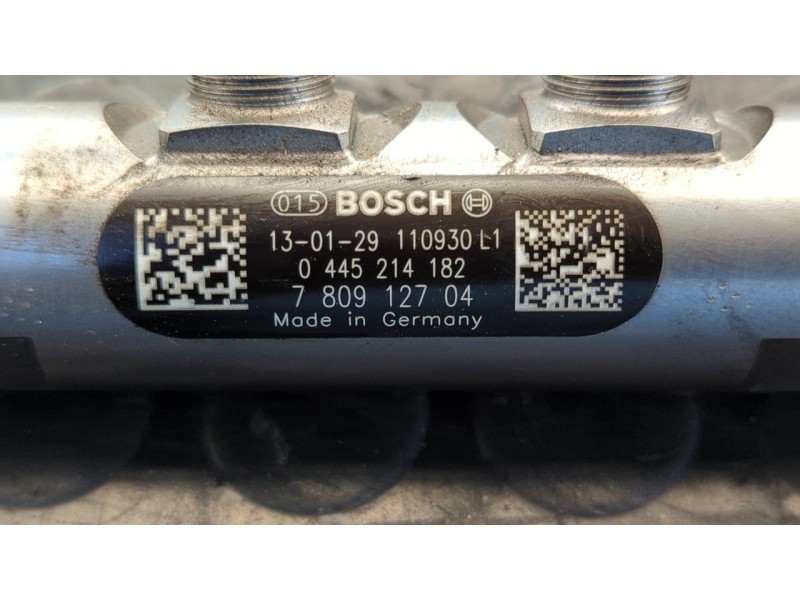 015 BOSCH
13-01-29 110930 L1
0 445 214 182
7 809 127 04
Made in Germany